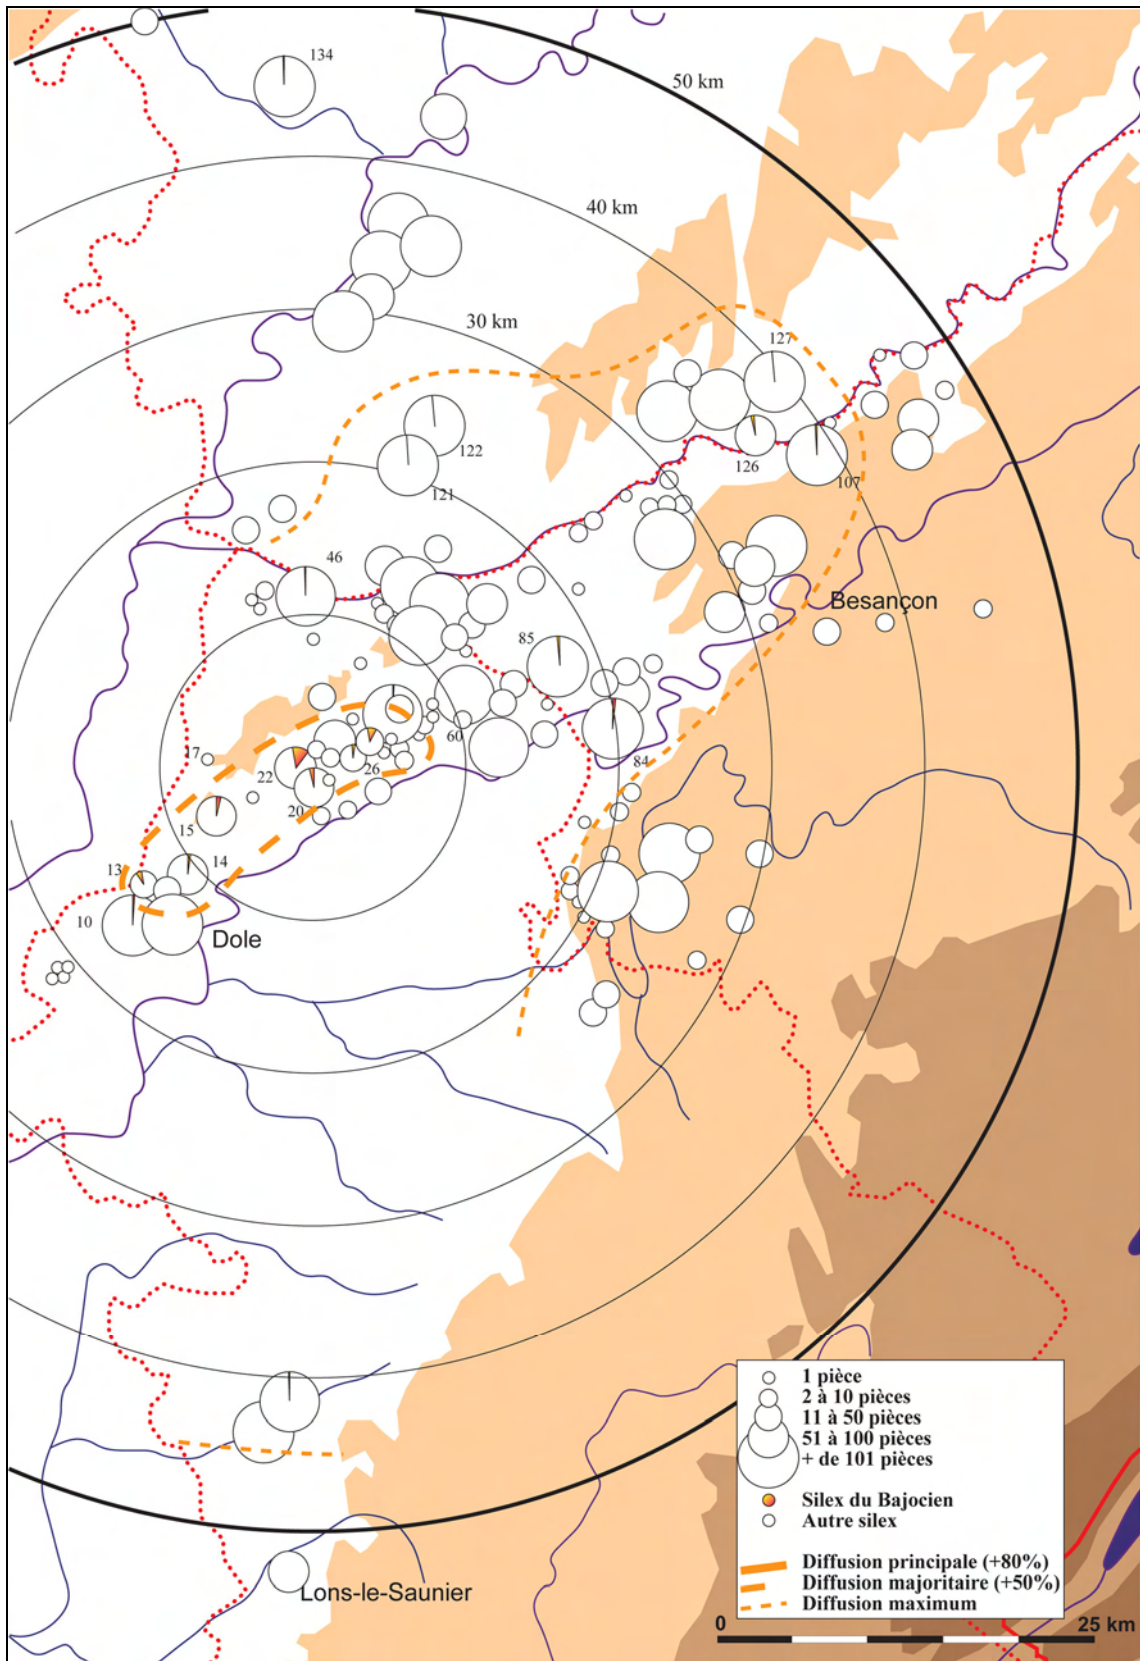 134
50 km
40 km
30 km
127
122
126
121
107
46
Besançon
85
17
60
22
26
84
20
15
13
14
10
Dole
1 pièce
2 à 10 pièces
11 à 50 pièces
51 à 100 pièces
+ de 101 pièces
Silex du Bajocien
Autre silex
Diffusion principale (+80%)
Diffusion majoritaire (+50%)
Diffusion maximum
Lons-le-Saunier
0 25 km